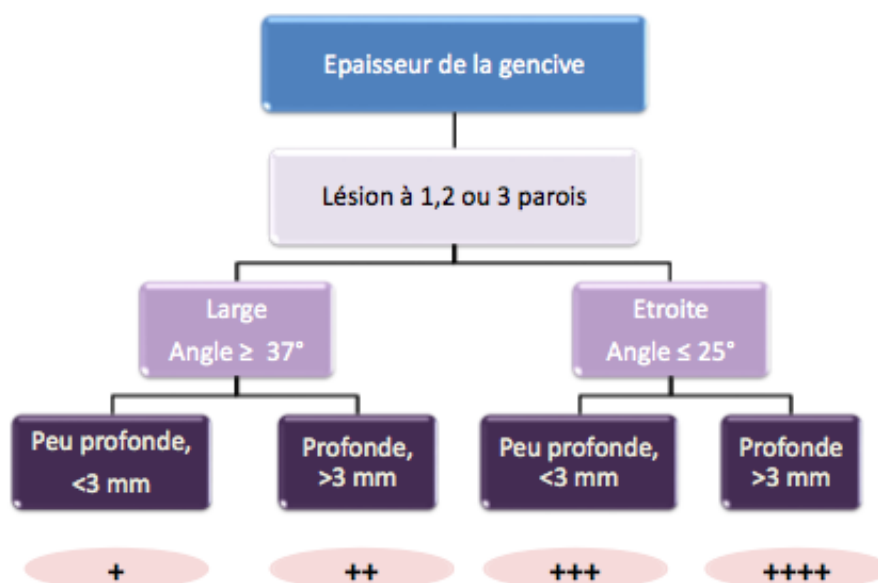 Epaisseur de la gencive
Lésion à 1,2 ou 3 parois
Large
Angle ≥ 37°
Etroite
Angle ≤ 25°
Peu profonde,
<3 mm
Profonde,
>3 mm
Peu profonde,
<3 mm
Profonde
>3 mm
+
++
+++
++++